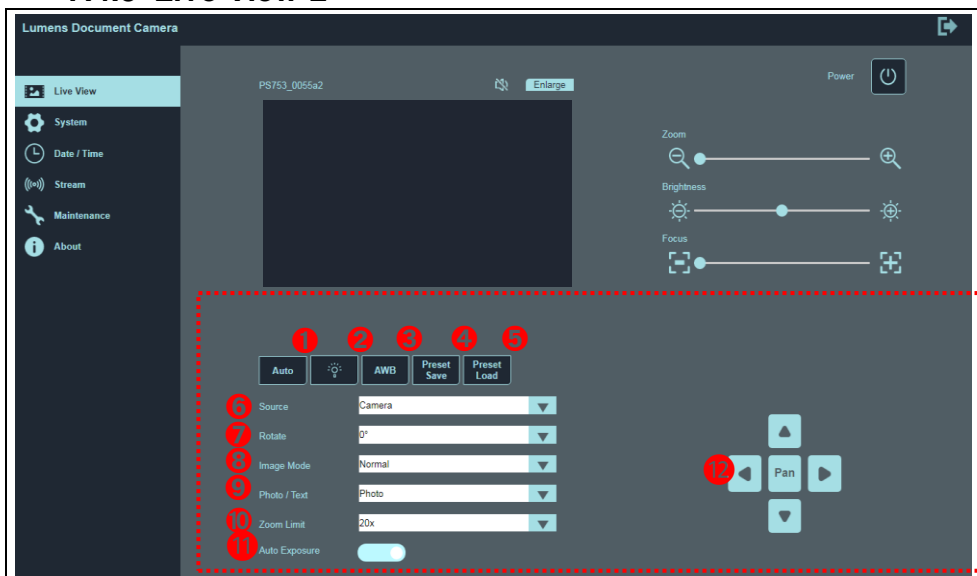 Lumens Document Camera
Live View
System
Date / Time
Stream
Maintenance
About
PS753_0055a2
Enlarge
Power
Zoom
Brightness
Focus
1 2 3 4 5
Auto
AWB
Preset Save
Preset Load
6 Source Camera
7 Rotate 0°
8 Image Mode Normal
9 Photo / Text Photo
10 Zoom Limit 20x
11 Auto Exposure
12
Pan